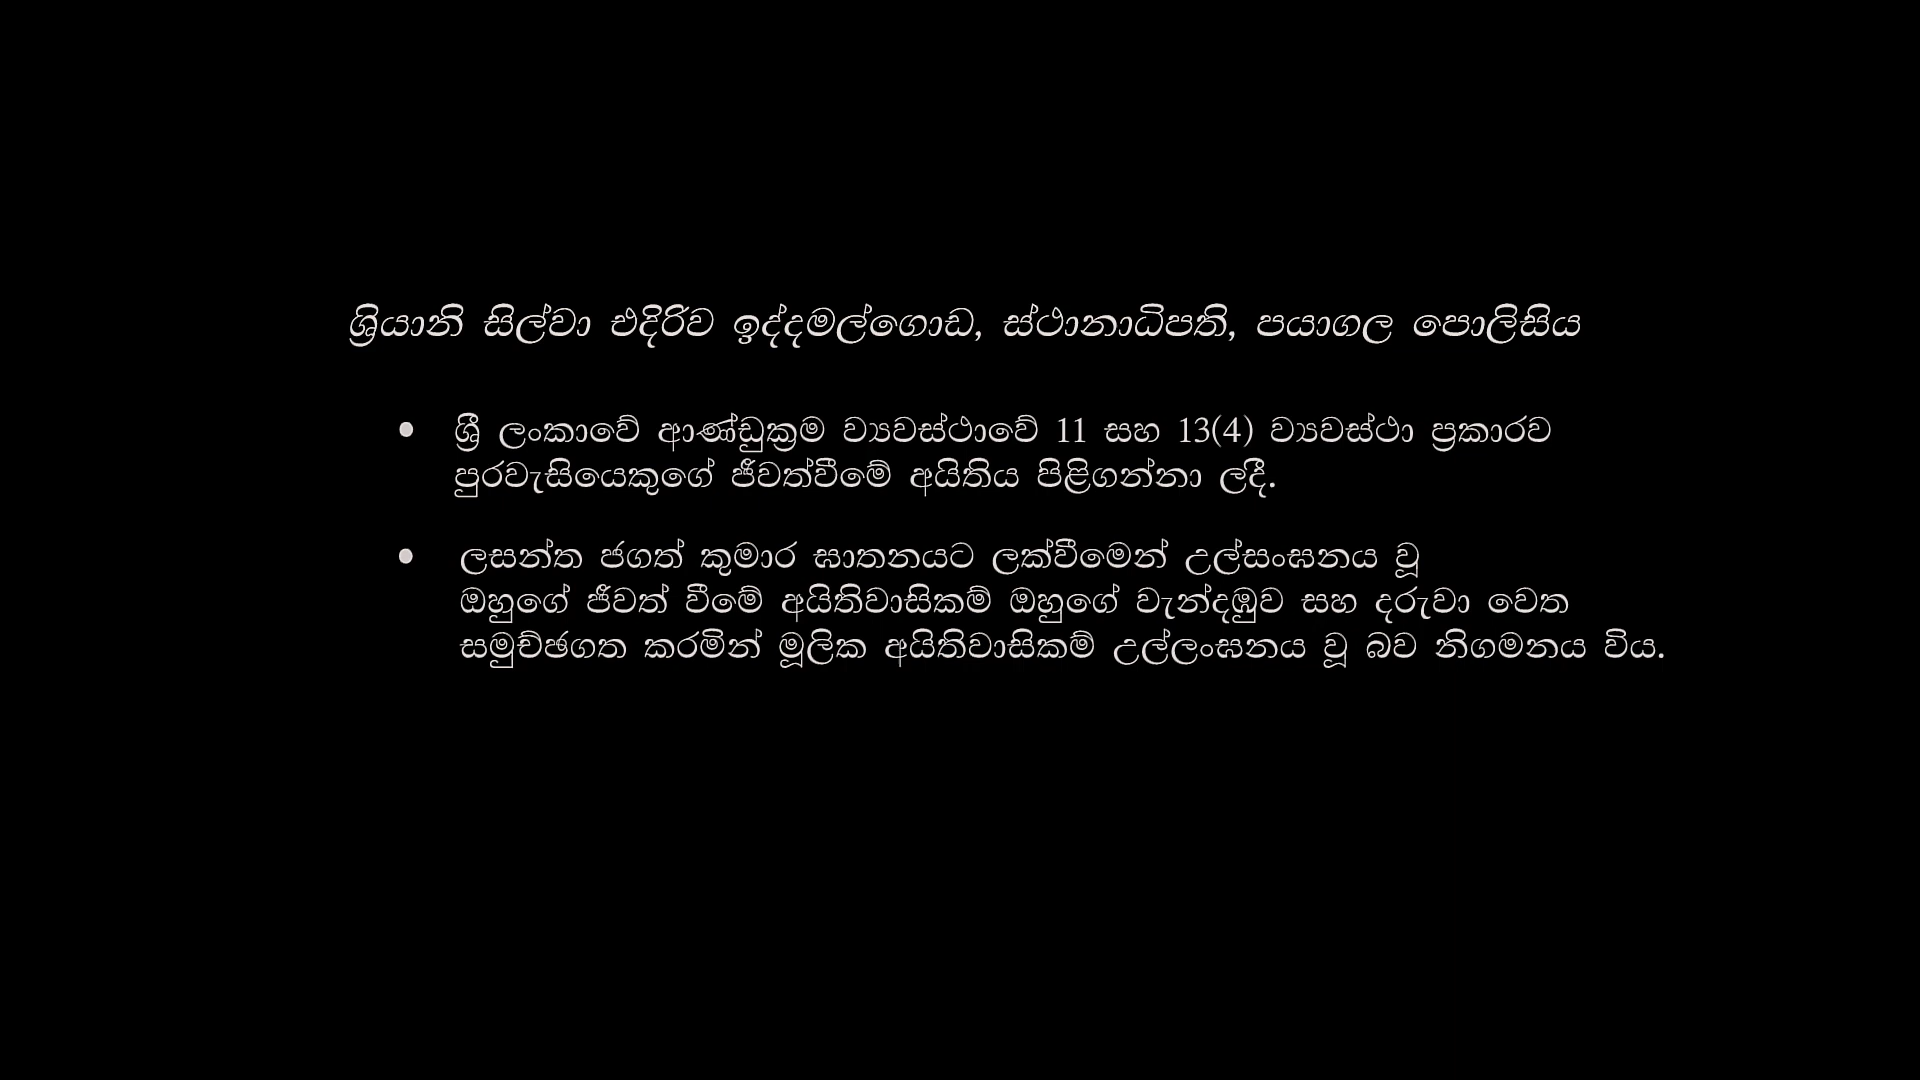 ශ්‍රියානි සිල්වා එදිරිව ඉද්දමල්ගොඩ, ස්ථානාධිපති, පයාගල පොලිසිය
• ශ්‍රී ලංකාවේ ආණ්ඩුක්‍රම ව්‍යවස්ථාවේ 11 සහ 13(4) ව්‍යවස්ථා ප්‍රකාරව
පුරවැසියෙකුගේ ජීවත්වීමේ අයිතිය පිළිගන්නා ලදී.
• ලසන්ත ජගත් කුමාර ඝාතනයට ලක්වීමෙන් උල්සංඝනය වූ
ඔහුගේ ජීවත් වීමේ අයිතිවාසිකම් ඔහුගේ වැන්දඹුව සහ දරුවා වෙත
සමුච්ඡගත කරමින් මූලික අයිතිවාසිකම් උල්ලංඝනය වූ බව නිගමනය විය.